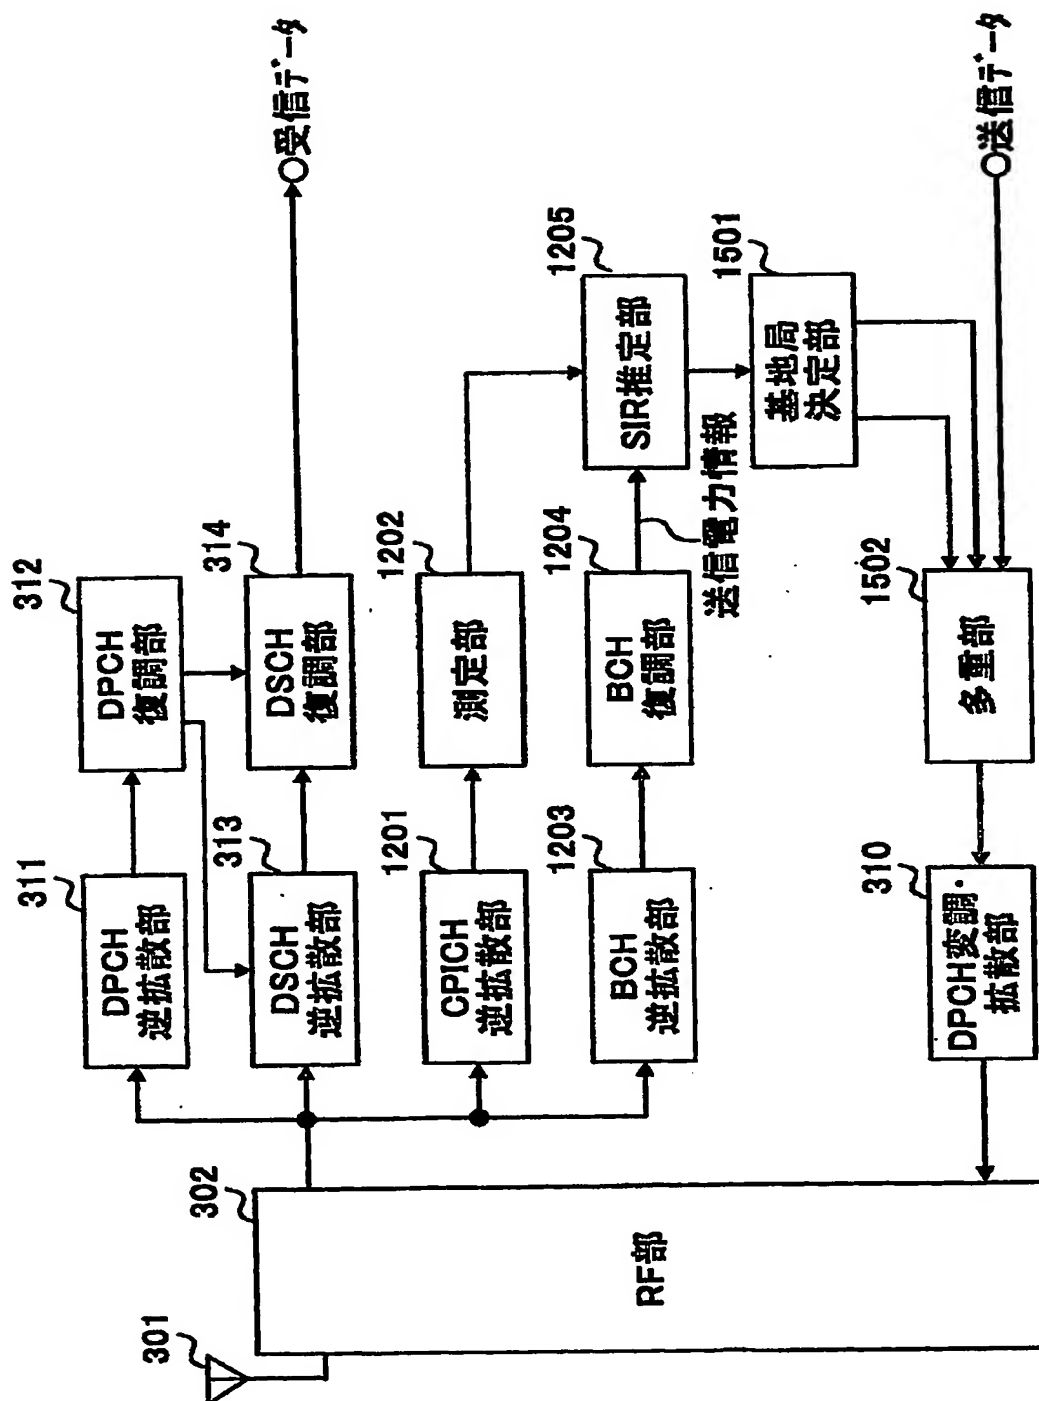 301
302
RF部
311
DPCH
逆拡散部
312
DPCH
復調部
313
DSCH
逆拡散部
314
DSCH
復調部
受信データ
1201
CPICH
逆拡散部
1202
測定部
1203
BCH
逆拡散部
1204
BCH
復調部
送信電力情報
1205
SIR推定部
1501
基地局
決定部
310
DPCH変調・
拡散部
1502
多重部
送信データ